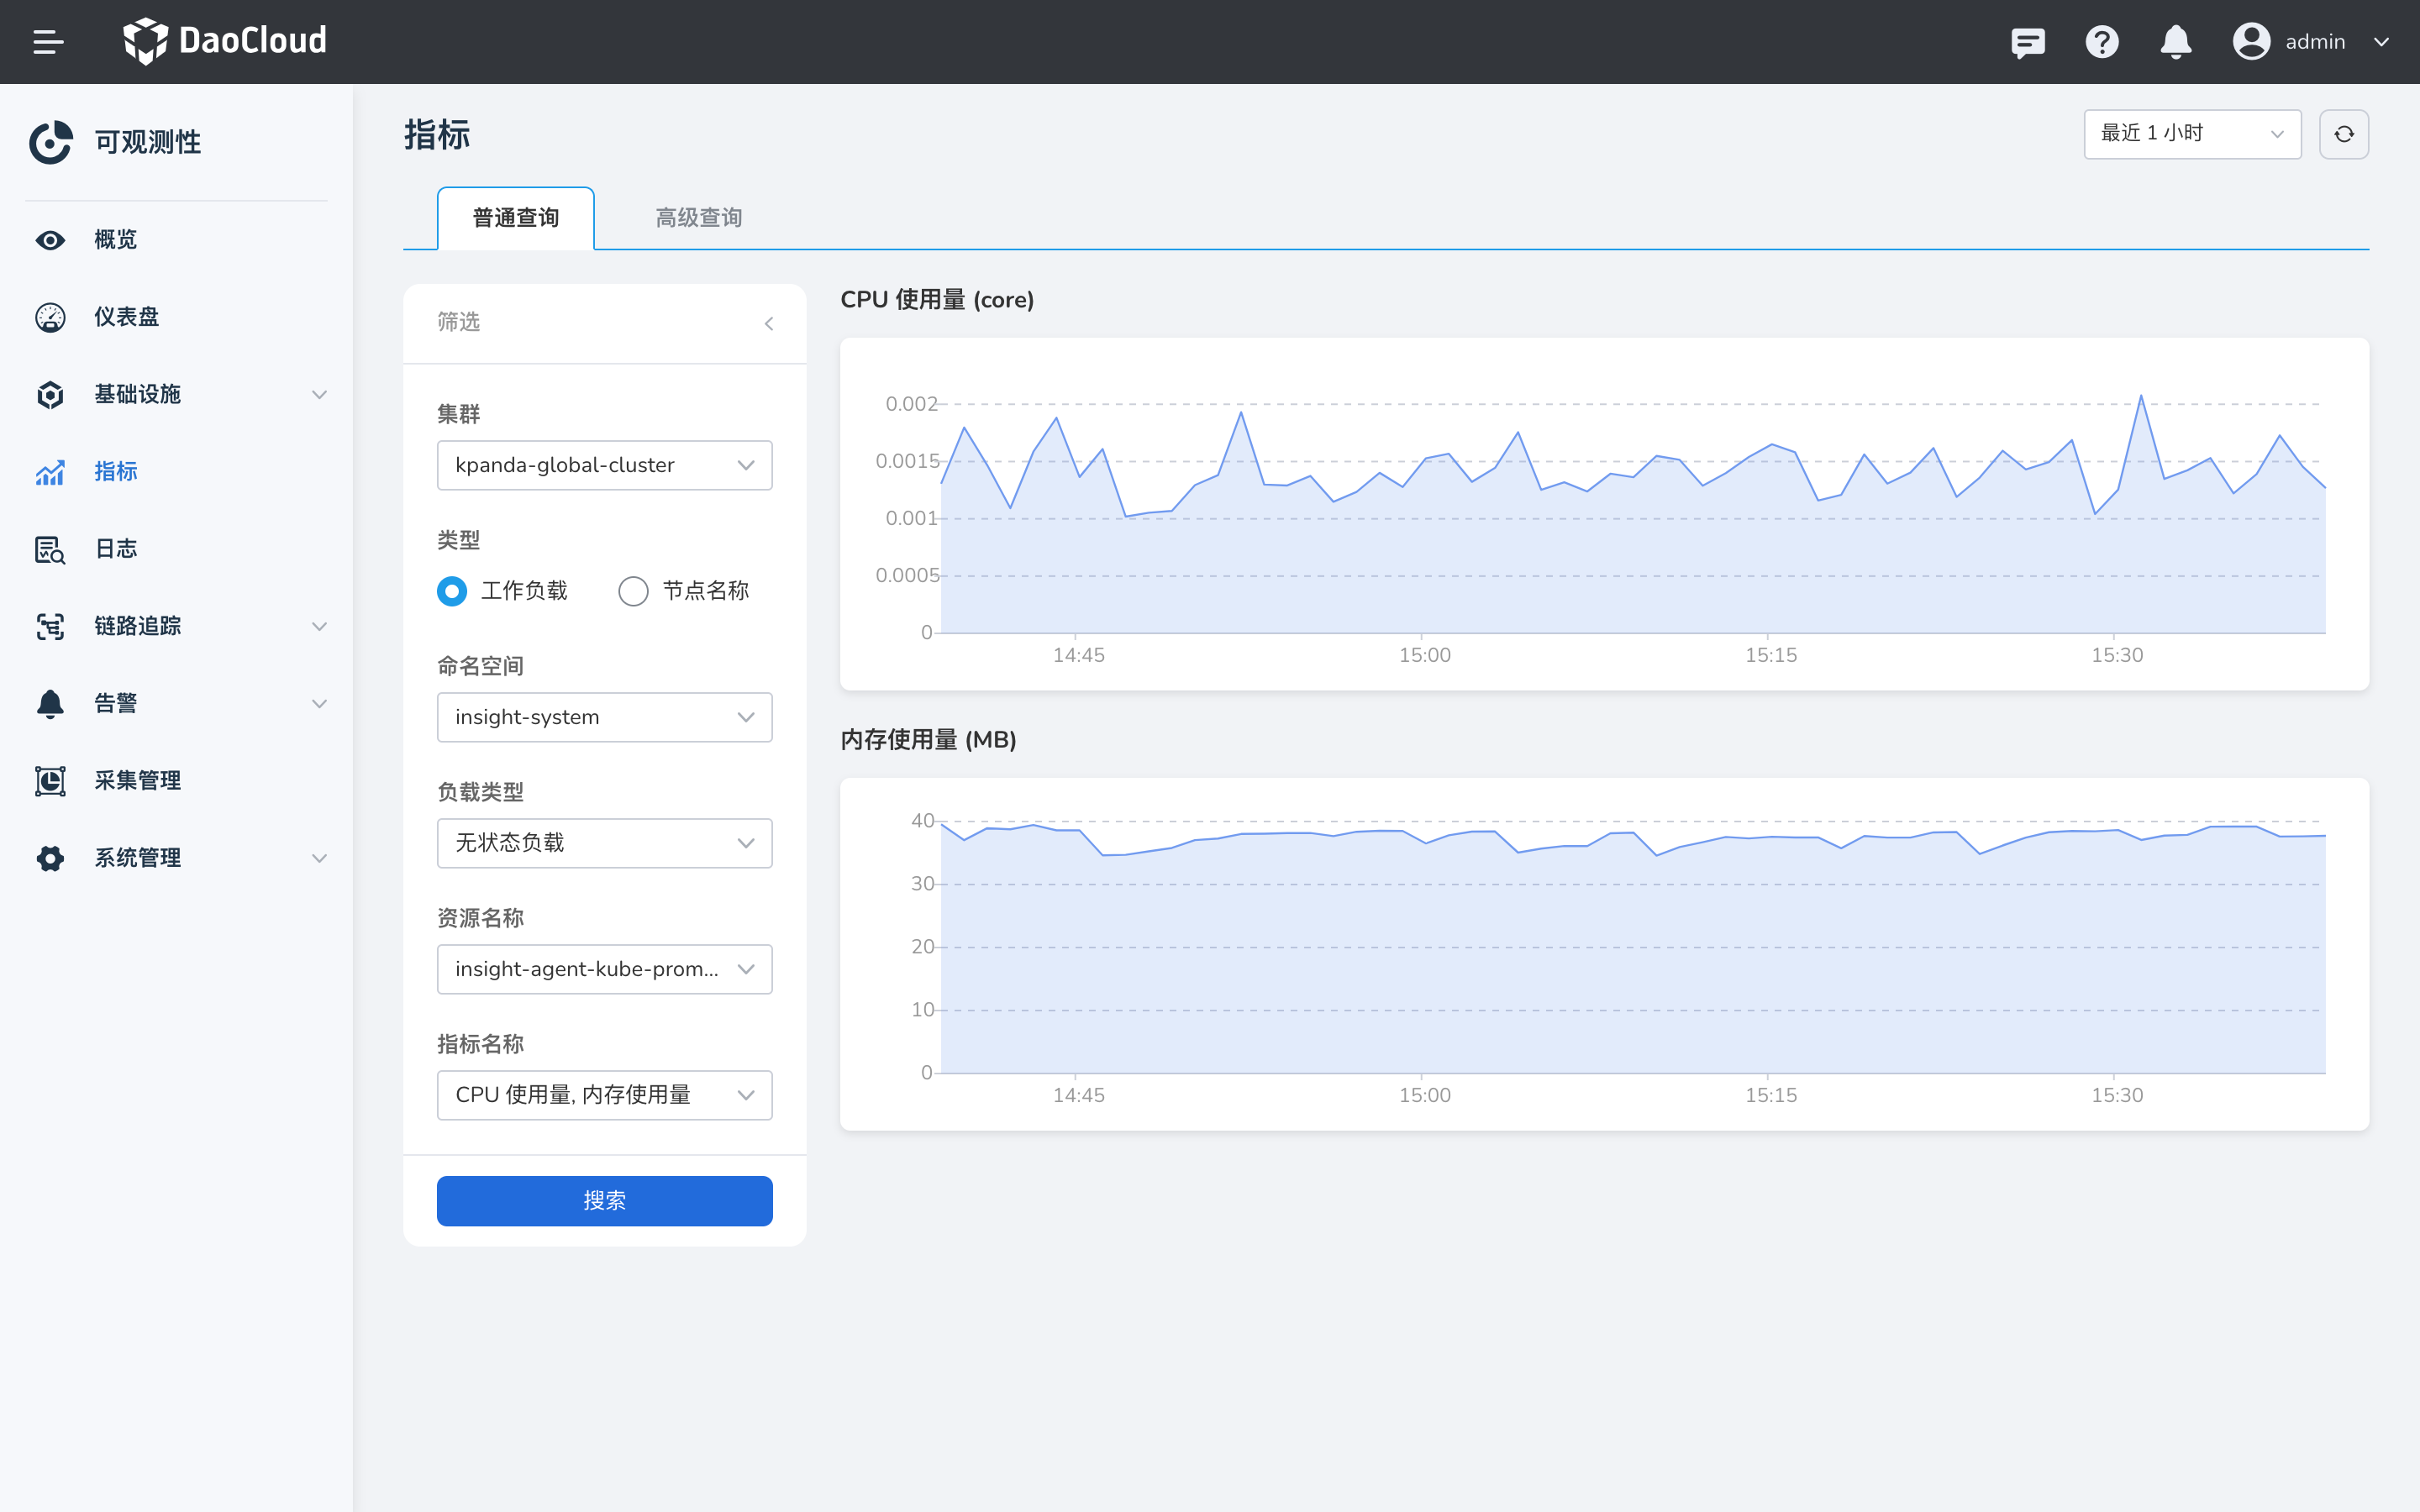 DaoCloud
admin
可观测性
概览
仪表盘
基础设施
指标
日志
链路追踪
告警
采集管理
系统管理
指标
最近 1 小时
普通查询
高级查询
筛选
集群
kpanda-global-cluster
类型
工作负载
节点名称
命名空间
insight-system
负载类型
无状态负载
资源名称
insight-agent-kube-prom...
指标名称
CPU 使用量, 内存使用量
搜索
CPU 使用量 (core)
0.002
0.0015
0.001
0.0005
0
14:45 15:00 15:15 15:30
内存使用量 (MB)
40
30
20
10
0
14:45 15:00 15:15 15:30